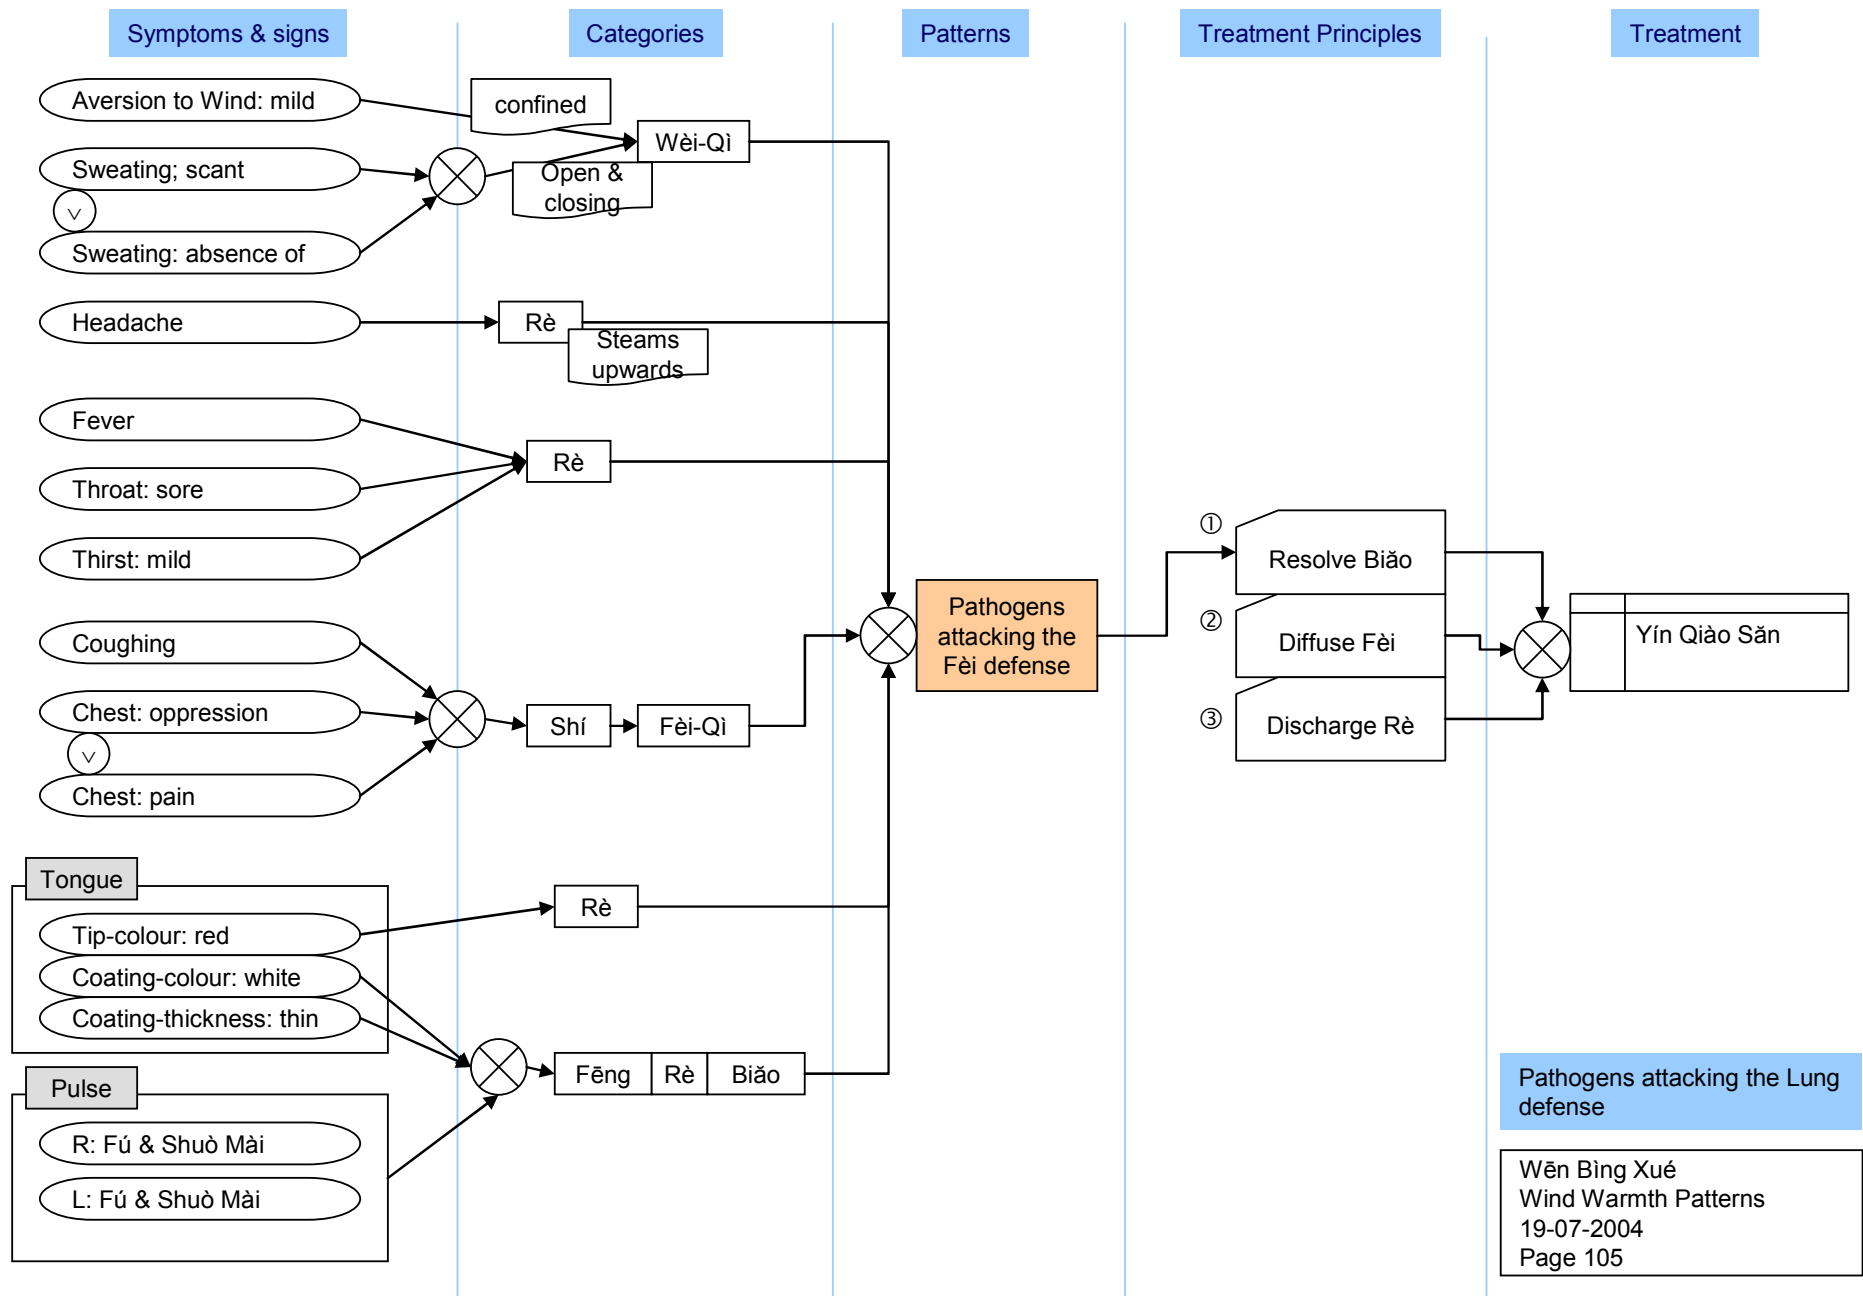 Symptoms & signs
Categories
Patterns
Treatment Principles
Treatment
Aversion to Wind: mild
confined
Wèi-Qì
Sweating; scant
Open &
closing
∨
Sweating: absence of
Headache
Rè
Steams
upwards
Fever
Rè
Throat: sore
Thirst: mild
①
Resolve Biǎo
Pathogens
attacking the
Fèi defense
②
Diffuse Fèi
Yín Qiào Sǎn
Coughing
Chest: oppression
Shí
Fèi-Qì
③
Discharge Rè
∨
Chest: pain
Tongue
Rè
Tip-colour: red
Coating-colour: white
Coating-thickness: thin
Fēng
Rè
Biǎo
Pulse
R: Fú & Shuò Mài
L: Fú & Shuò Mài
Pathogens attacking the Lung
defense
Wēn Bìng Xué
Wind Warmth Patterns
19-07-2004
Page 105